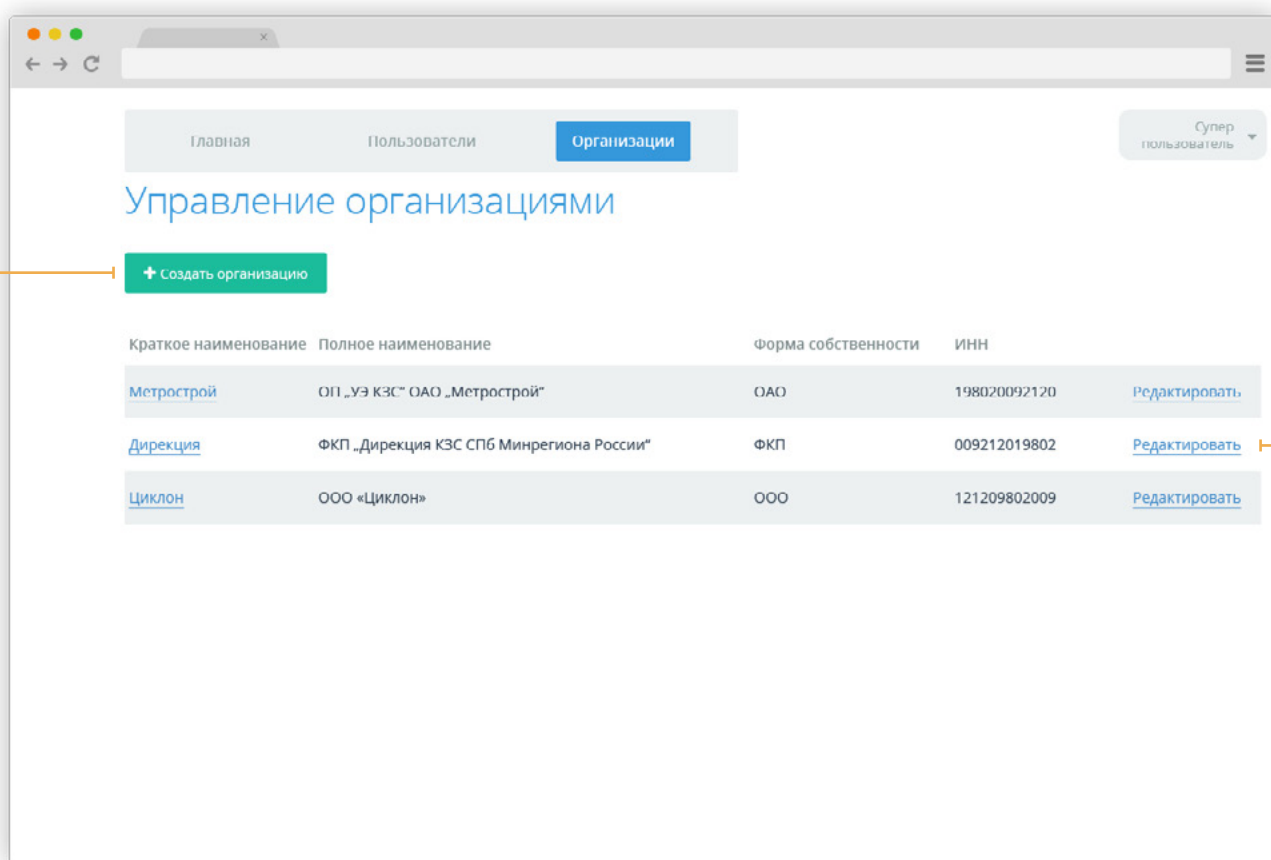 Главная Пользователи Организации
Супер
пользователь
Управление организациями
Создать организацию
Краткое наименование Полное наименование Форма собственности ИНН
Метрострой ОП „УЭ КЗС“ ОАО „Метрострой“ ОАО 198020092120 Редактировать
Дирекция ФКП „Дирекция КЗС СПб Минрегиона России“ ФКП 009212019802 Редактировать
Циклон ООО «Циклон» ООО 121209802009 Редактировать